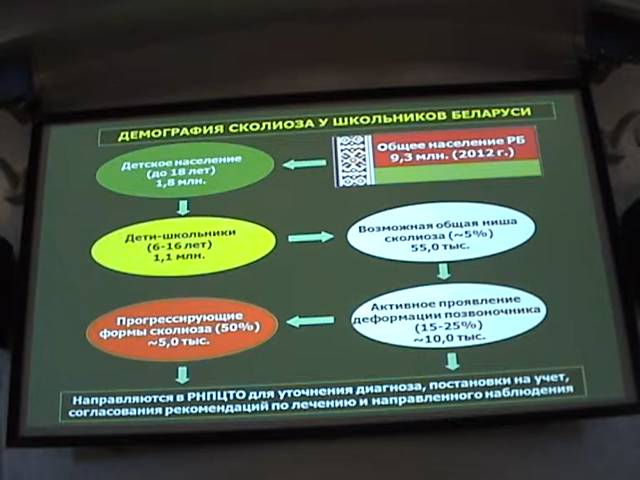 ДЕМОГРАФИЯ СКОЛИОЗА У ШКОЛЬНИКОВ БЕЛАРУСИ
Общее население РБ
9,3 млн. (2012 г.)
Детское население
(до 18 лет)
1,8 млн.
Дети-школьники
(6-16 лет)
1,1 млн.
Возможная общая ниша
сколиоза (~5%)
55,0 тыс.
Активное проявление
деформации позвоночника
(15-25%)
~10,0 тыс.
Прогрессирующие
формы сколиоза (50%)
~5,0 тыс.
Направляются в РНПЦТО для уточнения диагноза, постановки на учет,
согласования рекомендаций по лечению и направленного наблюдения